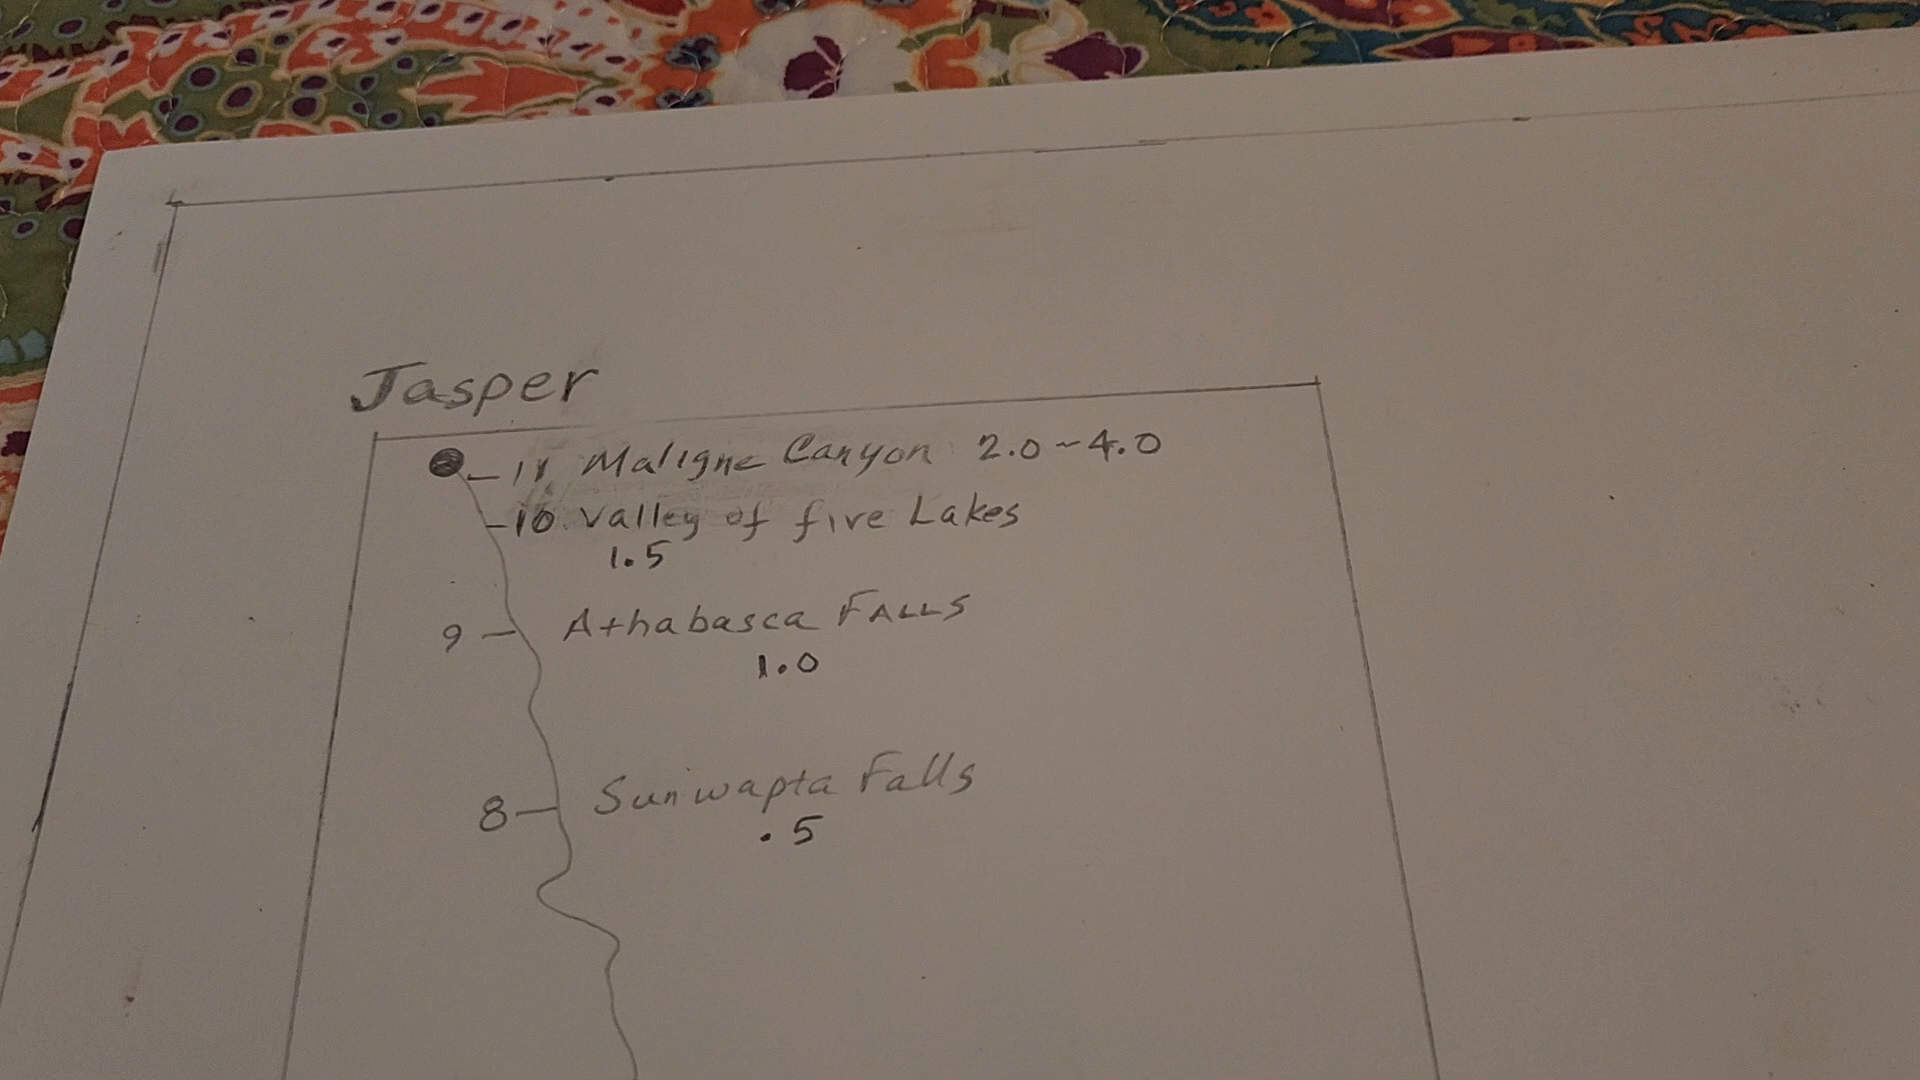 Jasper
- 11 Maligne Canyon 2.0 ~ 4.0
- 10. Valley of five Lakes
1.5
9 - Athabasca FALLS
1.0
8 - Sunwapta Falls
.5